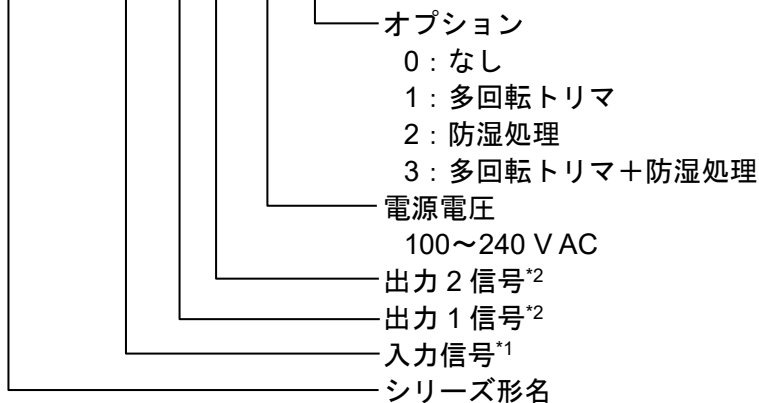 オプション
0：なし
1：多回転トリマ
2：防湿処理
3：多回転トリマ＋防湿処理
電源電圧
100～240 V AC
出力 2 信号*2
出力 1 信号*2
入力信号*1
シリーズ形名